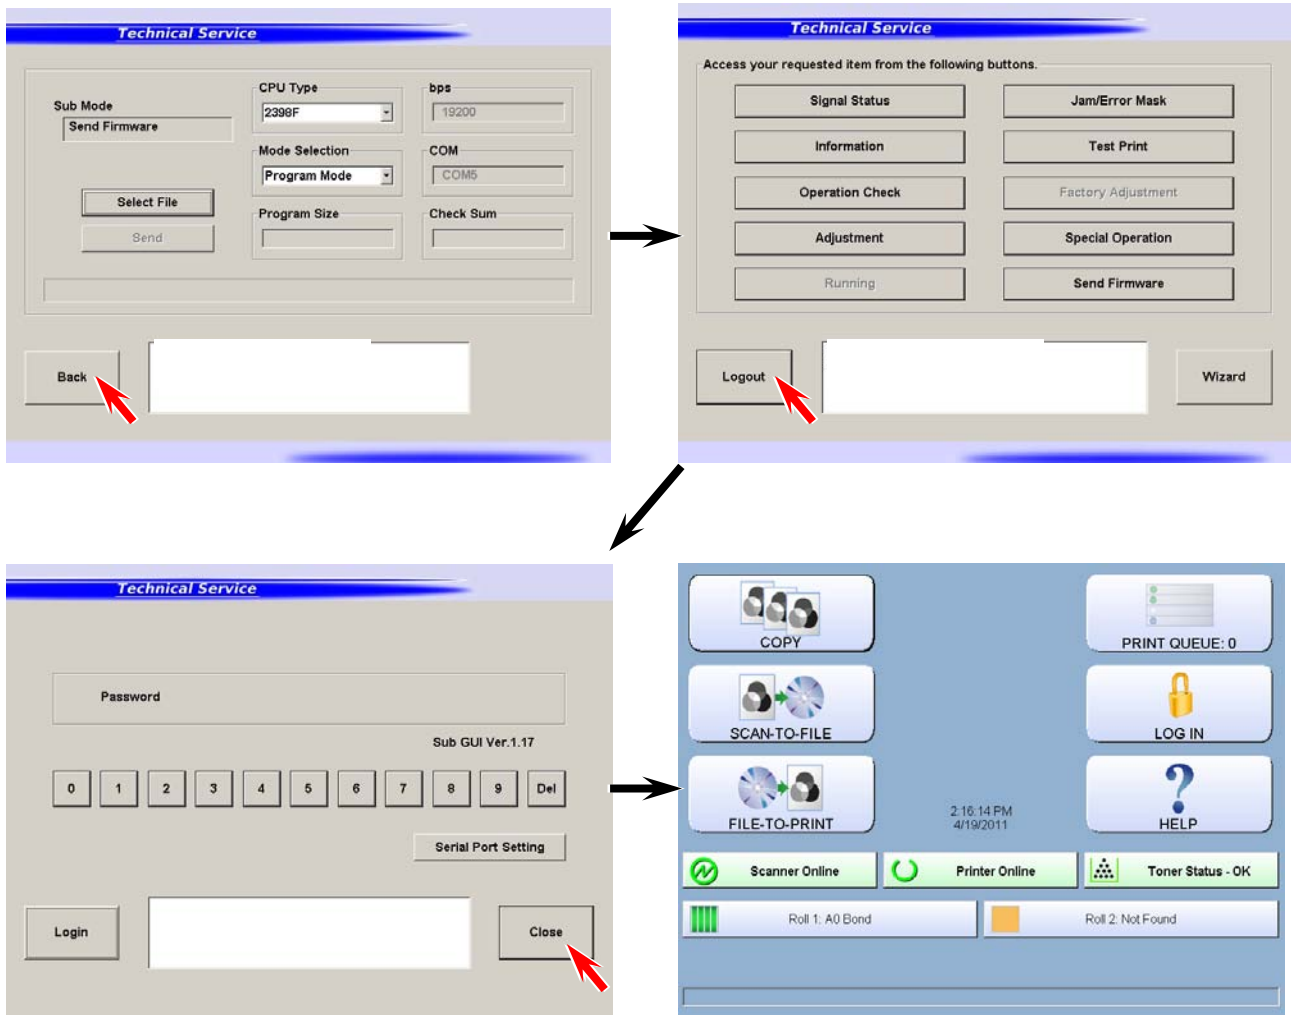 Technical Service
Sub Mode
Send Firmware
Select File
Send
CPU Type
2398F
Mode Selection
Program Mode
Program Size
bps
19200
COM
COM5
Check Sum
Back
Technical Service
Access your requested item from the following buttons.
Signal Status
Jam/Error Mask
Information
Test Print
Operation Check
Factory Adjustment
Adjustment
Special Operation
Running
Send Firmware
Logout
Wizard
Technical Service
Password
Sub GUI Ver.1.17
0 1 2 3 4 5 6 7 8 9 Del
Serial Port Setting
Login
Close
COPY
PRINT QUEUE: 0
SCAN-TO-FILE
LOG IN
FILE-TO-PRINT
2:16:14 PM
4/19/2011
HELP
Scanner Online
Printer Online
Toner Status - OK
Roll 1: A0 Bond
Roll 2: Not Found